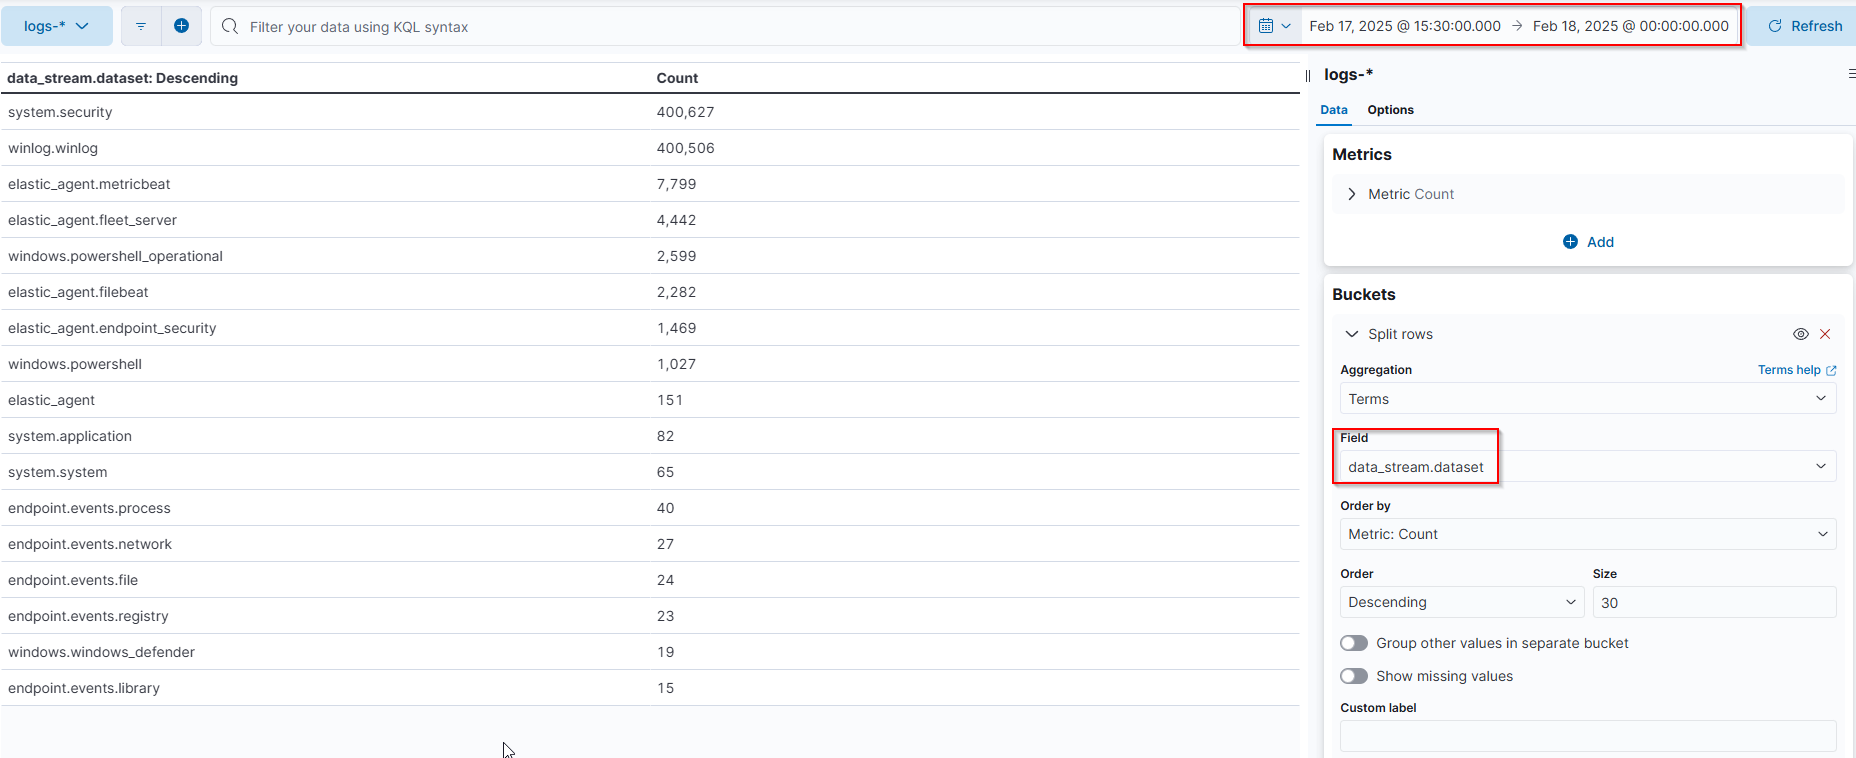 logs-*
Filter your data using KQL syntax
Feb 17, 2025 @ 15:30:00.000 → Feb 18, 2025 @ 00:00:00.000
Refresh
data_stream.dataset: Descending Count
system.security 400,627
winlog.winlog 400,506
elastic_agent.metricbeat 7,799
elastic_agent.fleet_server 4,442
windows.powershell_operational 2,599
elastic_agent.filebeat 2,282
elastic_agent.endpoint_security 1,469
windows.powershell 1,027
elastic_agent 151
system.application 82
system.system 65
endpoint.events.process 40
endpoint.events.network 27
endpoint.events.file 24
endpoint.events.registry 23
windows.windows_defender 19
endpoint.events.library 15
logs-*
Data Options
Metrics
Metric Count
Add
Buckets
Split rows
Aggregation Terms help
Terms
Field
data_stream.dataset
Order by
Metric: Count
Order Size
Descending 30
Group other values in separate bucket
Show missing values
Custom label